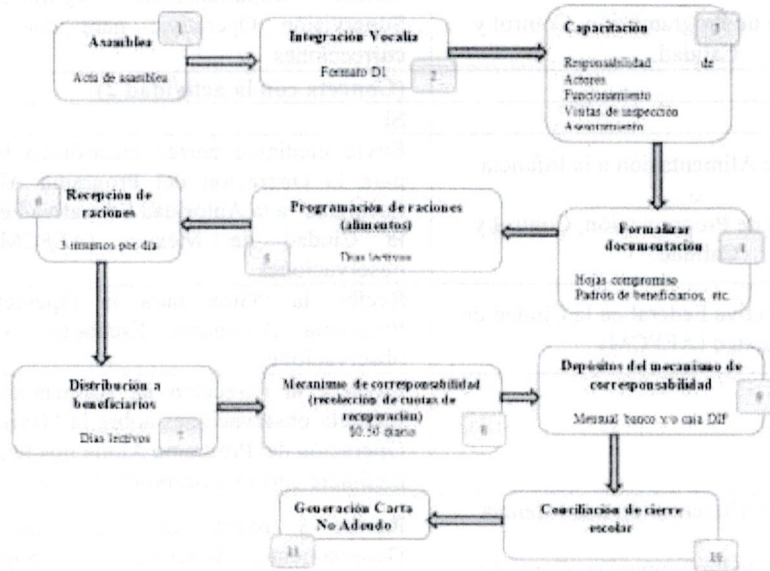 Asamblea
1
Acta de asamblea
Integración Vocalía
Formato D1
2
Capacitación
3
Responsabilidad de
Actores
Funcionamiento
Visitas de inspección
Asesoramiento
Formalizar
documentación
4
Hojas compromiso
Padrón de beneficiarios, etc.
Programación de raciones
(alimentos)
5
Días lectivos
Recepción de
raciones
6
3 insumos por día
Distribución a
beneficiarios
7
Días lectivos
Mecanismo de corresponsabilidad
(recolección de cuotas de
recuperación)
$0.50 diario
8
Depósitos del mecanismo de
corresponsabilidad
9
Mensual banco y/o caja DIF
Conciliación de cierre
escolar
10
Generación Carta
No Adeudo
11